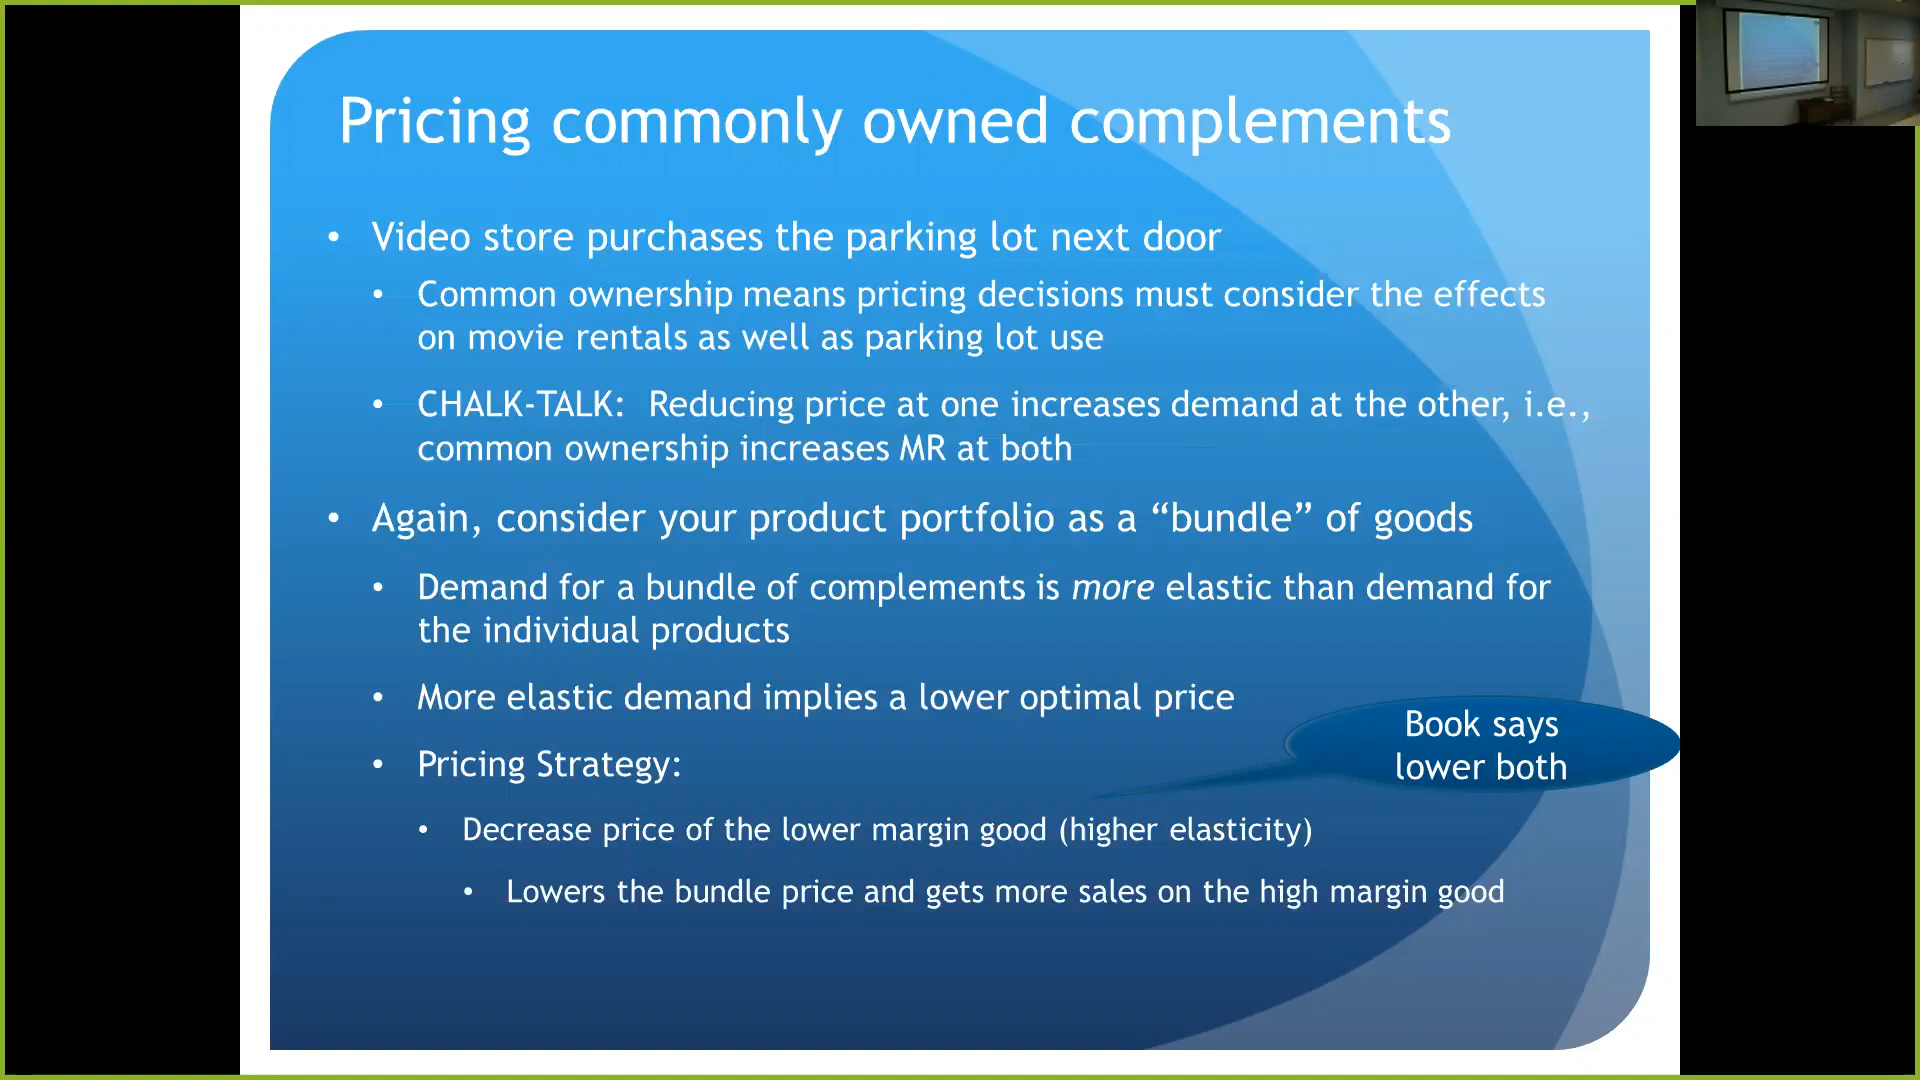 Pricing commonly owned complements
• Video store purchases the parking lot next door
• Common ownership means pricing decisions must consider the effects
on movie rentals as well as parking lot use
• CHALK-TALK: Reducing price at one increases demand at the other, i.e.,
common ownership increases MR at both
• Again, consider your product portfolio as a “bundle” of goods
• Demand for a bundle of complements is more elastic than demand for
the individual products
• More elastic demand implies a lower optimal price
• Pricing Strategy:
Book says
lower both
• Decrease price of the lower margin good (higher elasticity)
• Lowers the bundle price and gets more sales on the high margin good